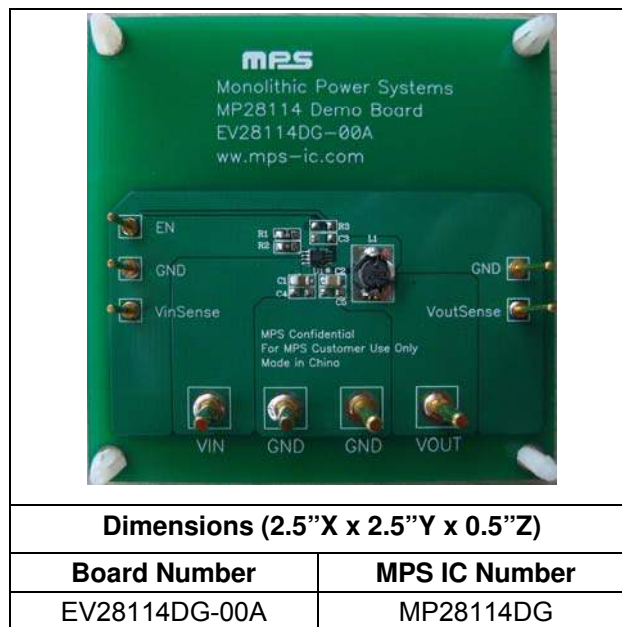 MPS
Monolithic Power Systems
MP28114 Demo Board
EV28114DG-00A
ww.mps-ic.com
EN
GND
VinSense
R1
R2
R3
C3
L1
C1
C4
C2
C5
GND
VoutSense
MPS Confidential
For MPS Customer Use Only
Made in China
VIN GND GND VOUT
Dimensions (2.5”X x 2.5”Y x 0.5”Z)
Board Number MPS IC Number
EV28114DG-00A MP28114DG